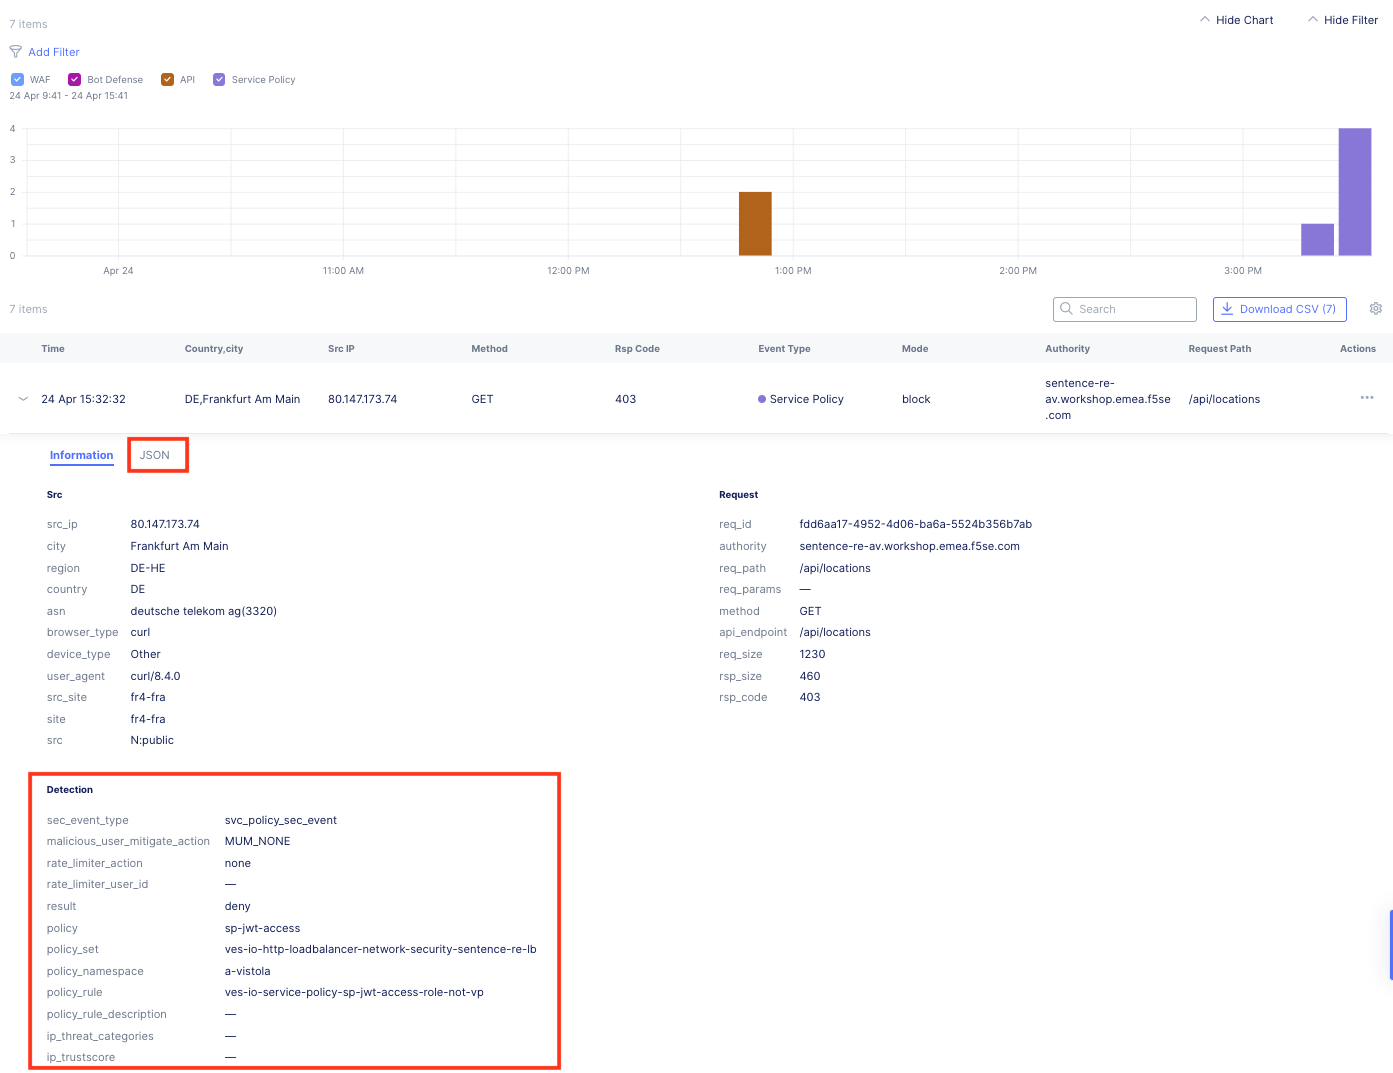 7 items
Hide Chart
Hide Filter
Add Filter
WAF Bot Defense API Service Policy
24 Apr 9:41 - 24 Apr 15:41
4
3
2
1
0
Apr 24 11:00 AM 12:00 PM 1:00 PM 2:00 PM 3:00 PM
7 items
Search
Download CSV (7)
Time Country,city Src IP Method Rsp Code Event Type Mode Authority Request Path Actions
24 Apr 15:32:32 DE,Frankfurt Am Main 80.147.173.74 GET 403 Service Policy block sentence-re-
av.workshop.emea.f5se
.com
/api/locations
Information JSON
Src
src_ip 80.147.173.74
city Frankfurt Am Main
region DE-HE
country DE
asn deutsche telekom ag(3320)
browser_type curl
device_type Other
user_agent curl/8.4.0
src_site fr4-fra
site fr4-fra
src N:public
Request
req_id fdd6aa17-4952-4d06-ba6a-5524b356b7ab
authority sentence-re-av.workshop.emea.f5se.com
req_path /api/locations
req_params —
method GET
api_endpoint /api/locations
req_size 1230
rsp_size 460
rsp_code 403
Detection
sec_event_type svc_policy_sec_event
malicious_user_mitigate_action MUM_NONE
rate_limiter_action none
rate_limiter_user_id —
result deny
policy sp-jwt-access
policy_set ves-io-http-loadbalancer-network-security-sentence-re-lb
policy_namespace a-vistola
policy_rule ves-io-service-policy-sp-jwt-access-role-not-vp
policy_rule_description —
ip_threat_categories —
ip_trustscore —